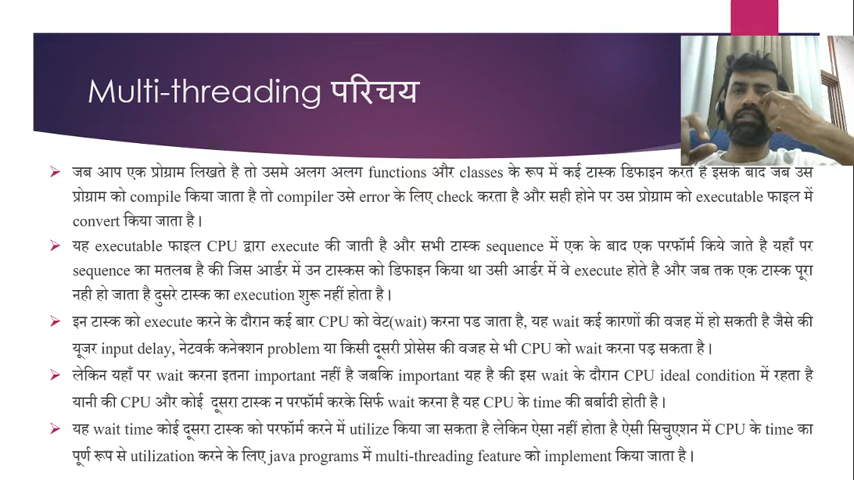 Multi-threading परिचय
जब आप एक प्रोग्राम लिखते है तो उसमे अलग अलग functions और classes के रूप में कई टास्क डिफाइन करते है इसके बाद जब उस
प्रोग्राम को compile किया जाता है तो compiler उसे error के लिए check करता है और सही होने पर उस प्रोग्राम को executable फाइल में
convert किया जाता है।
यह executable फाइल CPU द्वारा execute की जाती है और सभी टास्क sequence में एक के बाद एक परफॉर्म किये जाते है यहाँ पर
sequence का मतलब है की जिस आर्डर में उन टास्कस को डिफाइन किया था उसी आर्डर में वे execute होते है और जब तक एक टास्क पूरा
नही हो जाता है दुसरे टास्क का execution शुरू नहीं होता है।
इन टास्क को execute करने के दौरान कई बार CPU को वेट(wait) करना पड जाता है, यह wait कई कारणों की वजह में हो सकती है जैसे की
यूजर input delay, नेटवर्क कनेक्शन problem या किसी दूसरी प्रोसेस की वजह से भी CPU को wait करना पड़ सकता है।
लेकिन यहाँ पर wait करना इतना important नहीं है जबकि important यह है की इस wait के दौरान CPU ideal condition में रहता है
यानी की CPU और कोई दूसरा टास्क न परफॉर्म करके सिर्फ wait करना है यह CPU के time की बर्बादी होती है।
यह wait time कोई दूसरा टास्क को परफॉर्म करने में utilize किया जा सकता है लेकिन ऐसा नहीं होता है ऐसी सिचुएशन में CPU के time का
पूर्ण रूप से utilization करने के लिए java programs में multi-threading feature को implement किया जाता है।